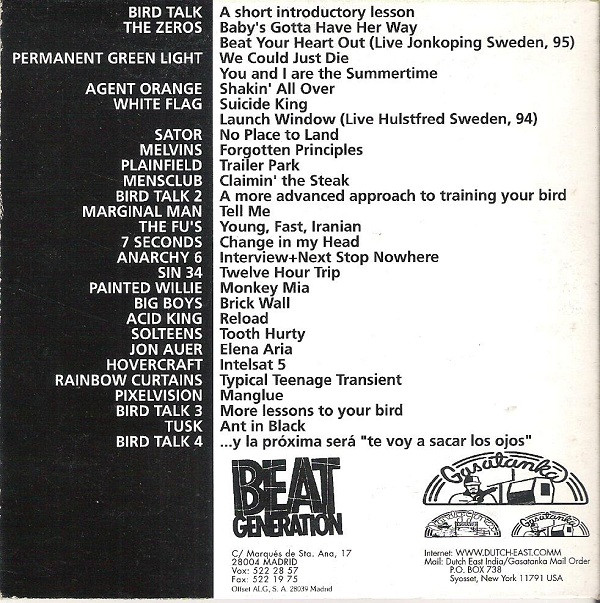 BIRD TALK A short introductory lesson
THE ZEROS Baby's Gotta Have Her Way
Beat Your Heart Out (Live Jonkoping Sweden, 95)
PERMANENT GREEN LIGHT We Could Just Die
You and I are the Summertime
AGENT ORANGE Shakin' All Over
WHITE FLAG Suicide King
Launch Window (Live Hulstfred Sweden, 94)
SATOR No Place to Land
MELVINS Forgotten Principles
PLAINFIELD Trailer Park
MENSCLUB Claimin' the Steak
BIRD TALK 2 A more advanced approach to training your bird
MARGINAL MAN Tell Me
THE FU'S Young, Fast, Iranian
7 SECONDS Change in my Head
ANARCHY 6 Interview+Next Stop Nowhere
SIN 34 Twelve Hour Trip
PAINTED WILLIE Monkey Mia
BIG BOYS Brick Wall
ACID KING Reload
SOLTEENS Tooth Hurty
JON AUER Elena Aria
HOVERCRAFT Intelsat 5
RAINBOW CURTAINS Typical Teenage Transient
PIXELVISION Manglue
BIRD TALK 3 More lessons to your bird
TUSK Ant in Black
BIRD TALK 4 ...y la próxima será "te voy a sacar los ojos"
BEAT
GENERATION
C/ Marqués de Sta. Ana, 17
28004 MADRID
Vox: 522 28 57
Fax: 522 19 75
Offset ALG, S. A. 28039 Madrid
Gasatanka
Gasatanka
Internet: WWW.DUTCH-EAST.COMM
Mail: Dutch East India/Gasatanka Mail Order
P.O. BOX 738
Syosset, New York 11791 USA